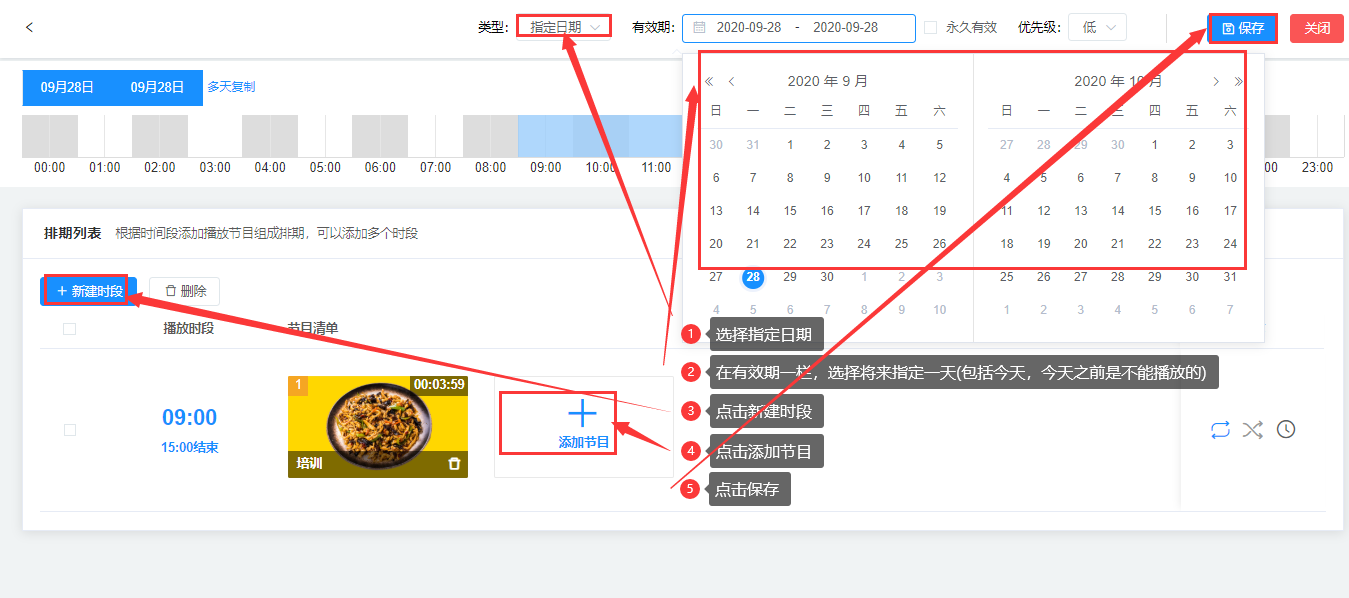 类型: 指定日期 有效期: 2020-09-28 - 2020-09-28 永久有效 优先级: 低 保存 关闭
09月28日 09月28日 多天复制
00:00 01:00 02:00 03:00 04:00 05:00 06:00 07:00 08:00 09:00 10:00 11:00 :00 23:00
2020 年 9 月
日 一 二 三 四 五 六
30 31 1 2 3 4 5
6 7 8 9 10 11 12
13 14 15 16 17 18 19
20 21 22 23 24 25 26
27 28 29 30 1 2 3
4 5 6 7 8 9 10
2020 年 10 月
日 一 二 三 四 五 六
27 28 29 30 1 2 3
4 5 6 7 8 9 10
11 12 13 14 15 16 17
18 19 20 21 22 23 24
25 26 27 28 29 30 31
1 2 3 4 5 6 7
排期列表 根据时间段添加播放节目组成排期，可以添加多个时段
+ 新建时段 删除
播放时段 节目清单
09:00
15:00结束
1 00:03:59
培训
添加节目
1 选择指定日期
2 在有效期一栏，选择将来指定一天(包括今天，今天之前是不能播放的)
3 点击新建时段
4 点击添加节目
5 点击保存